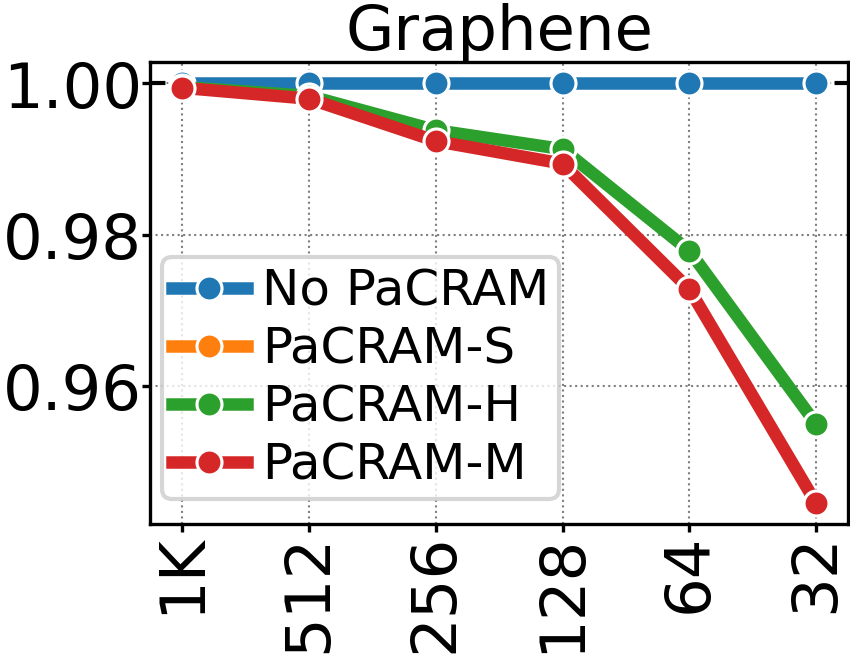 Graphene
1.00
0.98
0.96
No PaCRAM
PaCRAM-S
PaCRAM-H
PaCRAM-M
1K
512
256
128
64
32